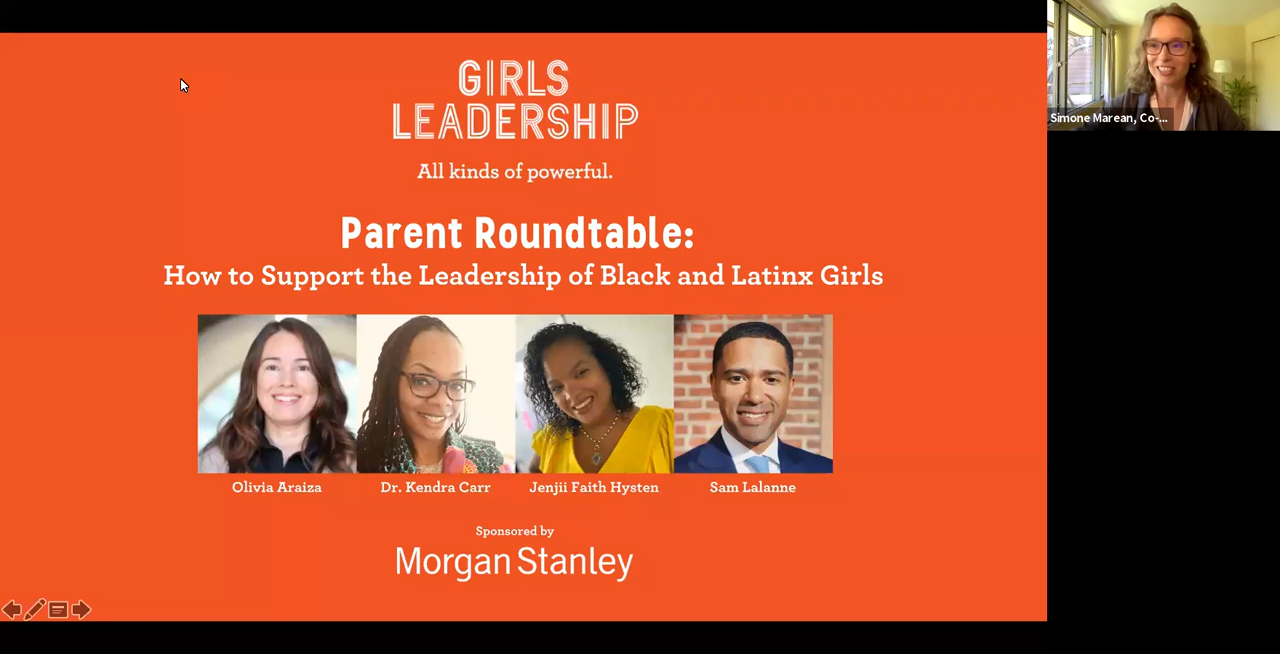 GIRLS
LEADERSHIP
All kinds of powerful.
Parent Roundtable:
How to Support the Leadership of Black and Latinx Girls
Olivia Araiza
Dr. Kendra Carr
Jenjii Faith Hysten
Sam Lalanne
Sponsored by
Morgan Stanley
Simone Marean, Co-...